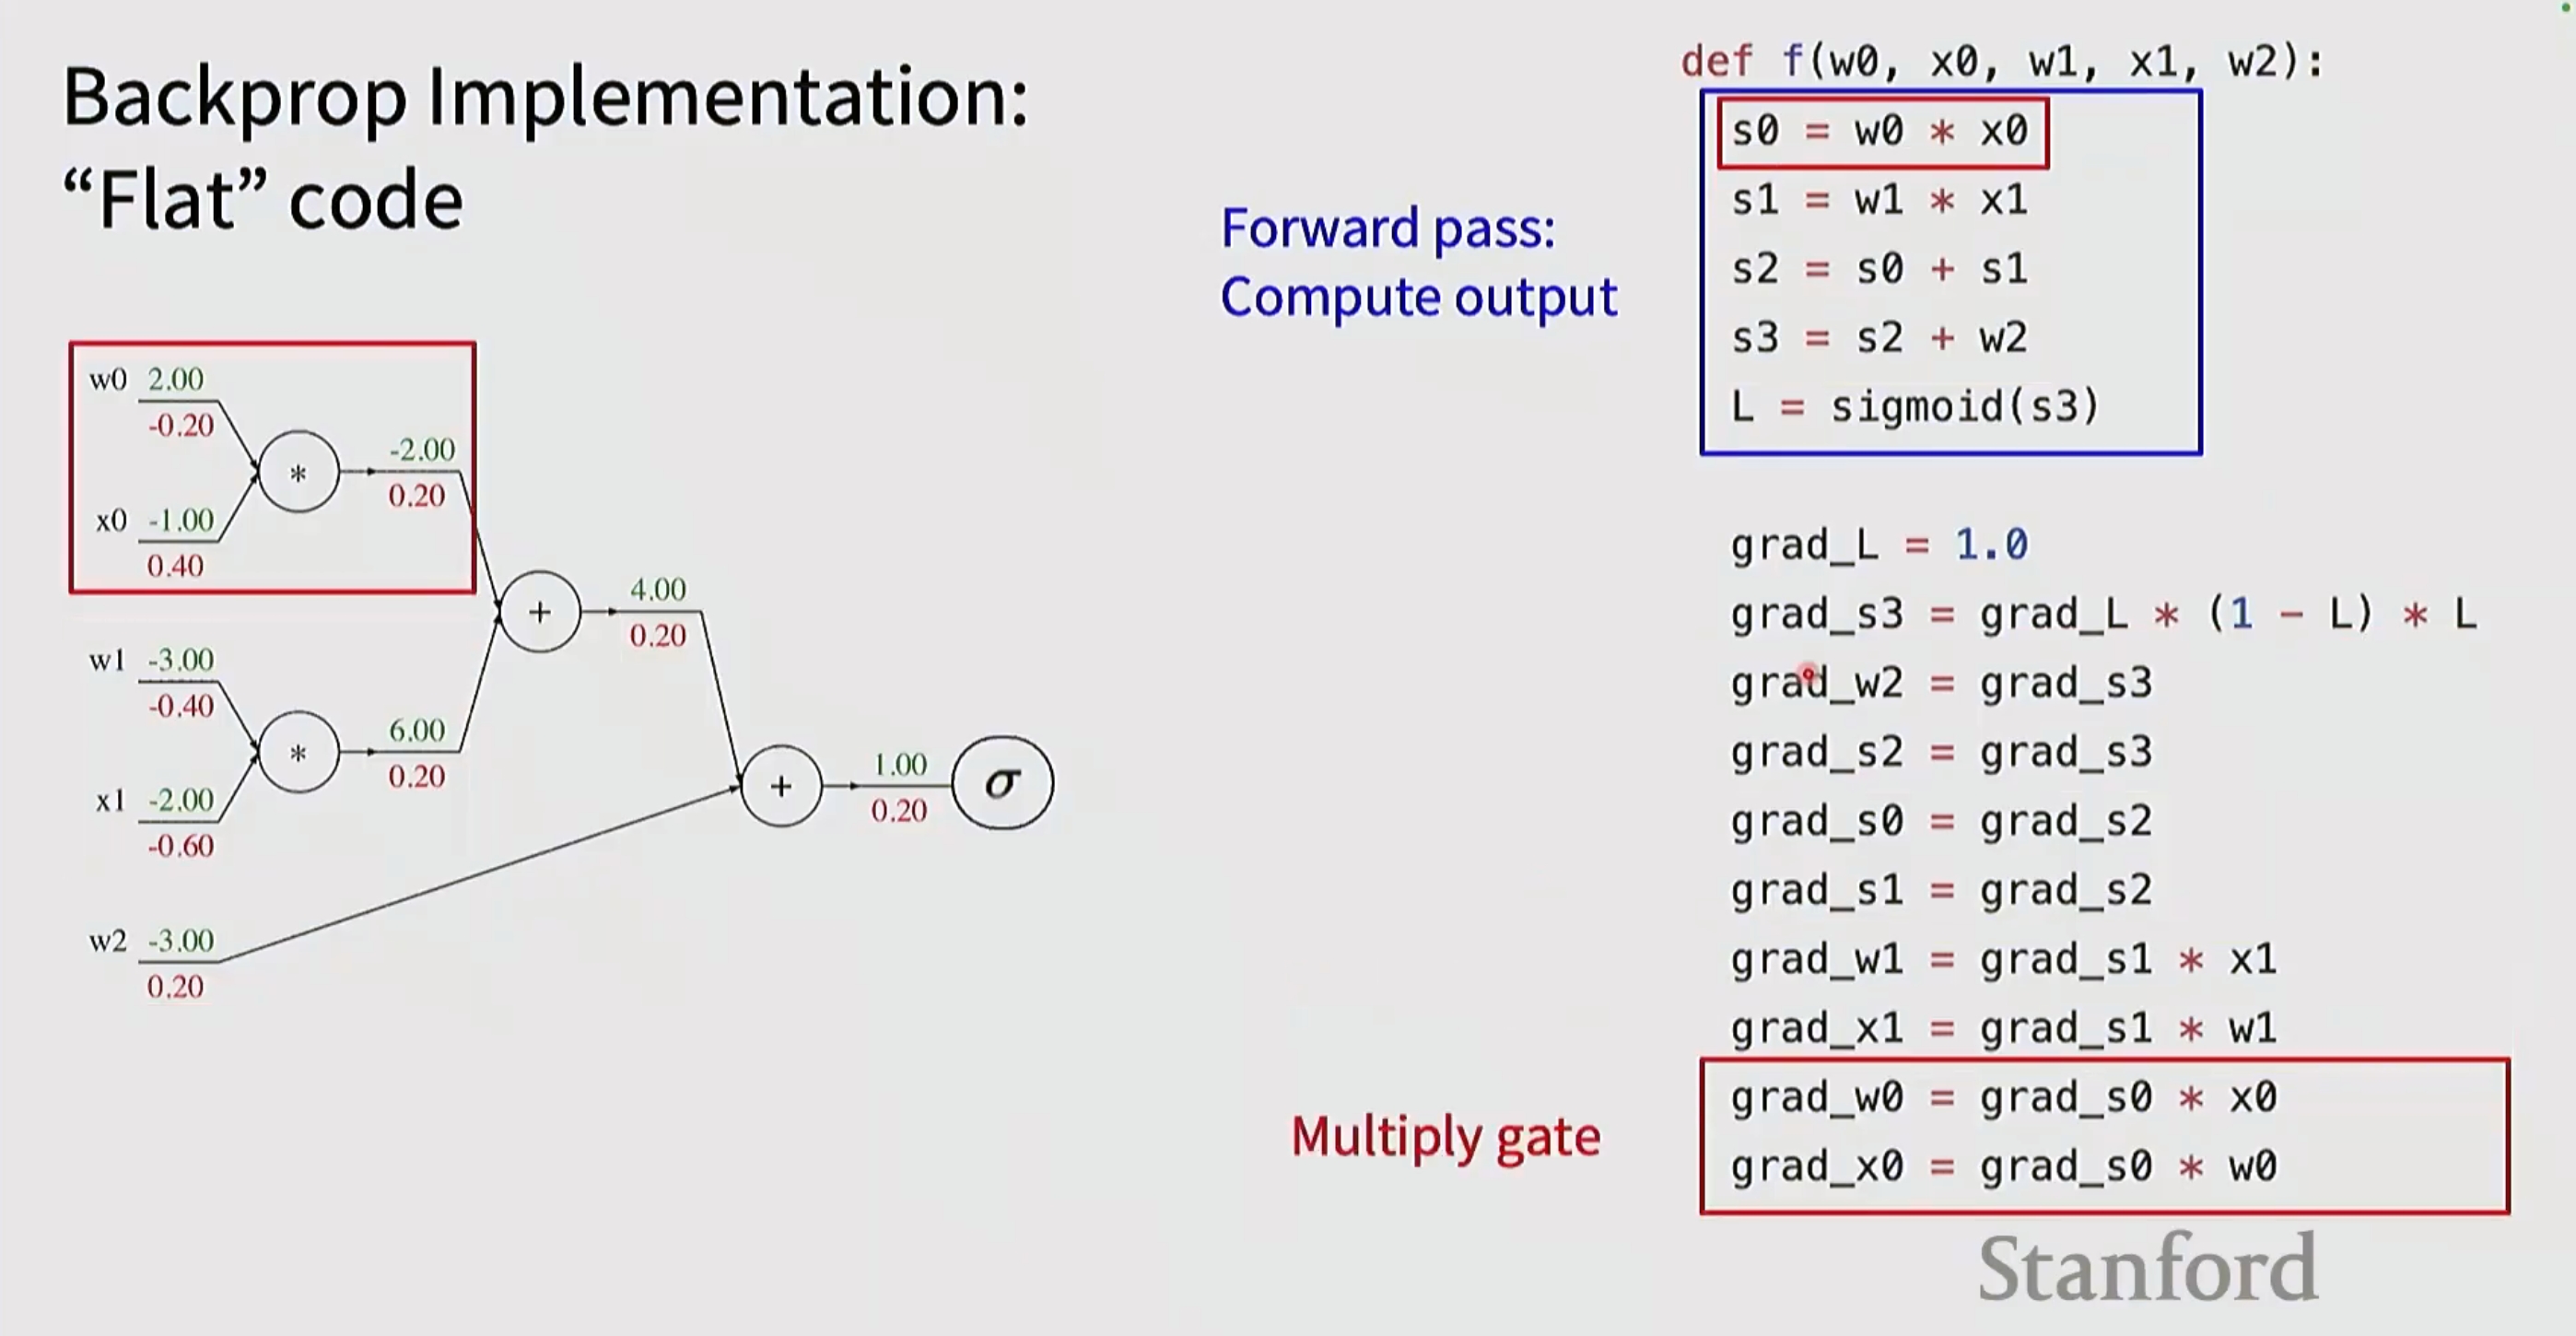 Backprop Implementation:
“Flat” code
w0 2.00
-0.20
*
-2.00
0.20
x0 -1.00
0.40
+
4.00
0.20
w1 -3.00
-0.40
*
6.00
0.20
x1 -2.00
-0.60
+
1.00
0.20
σ
w2 -3.00
0.20
Forward pass:
Compute output
def f(w0, x0, w1, x1, w2):
s0 = w0 * x0
s1 = w1 * x1
s2 = s0 + s1
s3 = s2 + w2
L = sigmoid(s3)
grad_L = 1.0
grad_s3 = grad_L * (1 - L) * L
grad_w2 = grad_s3
grad_s2 = grad_s3
grad_s0 = grad_s2
grad_s1 = grad_s2
grad_w1 = grad_s1 * x1
grad_x1 = grad_s1 * w1
Multiply gate
grad_w0 = grad_s0 * x0
grad_x0 = grad_s0 * w0
Stanford